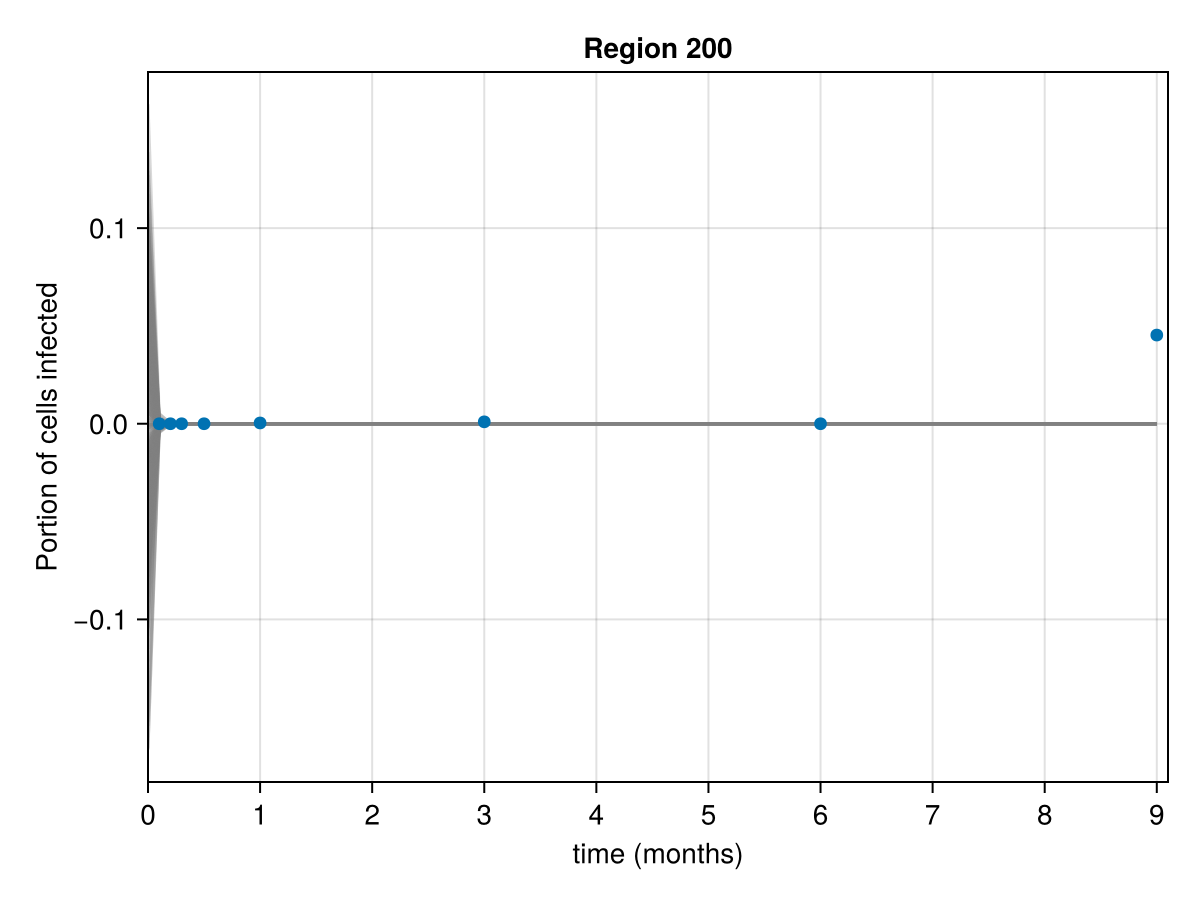 Region 200
Portion of cells infected
0.1
0.0
−0.1
0 1 2 3 4 5 6 7 8 9
time (months)